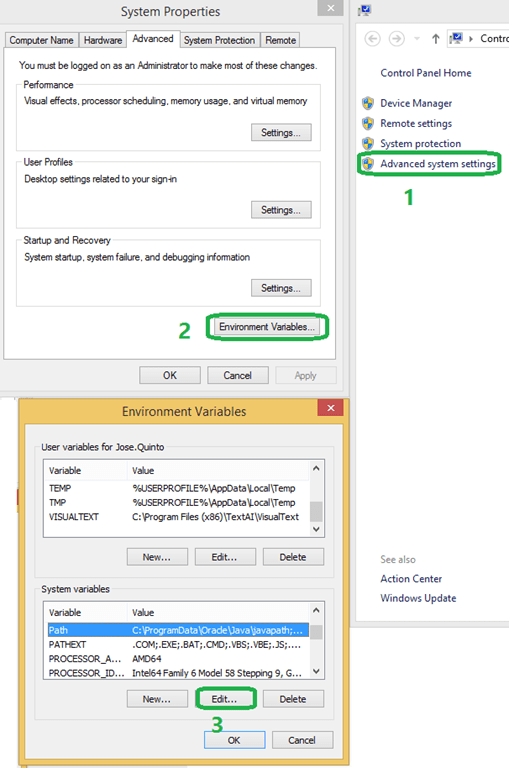 System Properties
Computer Name
Hardware
Advanced
System Protection
Remote
You must be logged on as an Administrator to make most of these changes.
Performance
Visual effects, processor scheduling, memory usage, and virtual memory
Settings...
User Profiles
Desktop settings related to your sign-in
Settings...
Startup and Recovery
System startup, system failure, and debugging information
Settings...
2
Environment Variables...
OK
Cancel
Apply
Contro
Control Panel Home
Device Manager
Remote settings
System protection
Advanced system settings
1
See also
Action Center
Windows Update
Environment Variables
User variables for Jose.Quinto
Variable Value
TEMP %USERPROFILE%\AppData\Local\Temp
TMP %USERPROFILE%\AppData\Local\Temp
VISUALTEXT C:\Program Files (x86)\TextAI\VisualText
New...
Edit...
Delete
System variables
Variable Value
Path C:\ProgramData\Oracle\Java\javapath;...
PATHEXT .COM;.EXE;.BAT;.CMD;.VBS;.VBE;.JS;...
PROCESSOR_A... AMD64
PROCESSOR_ID... Intel64 Family 6 Model 58 Stepping 9, G...
New...
Edit...
Delete
3
OK
Cancel